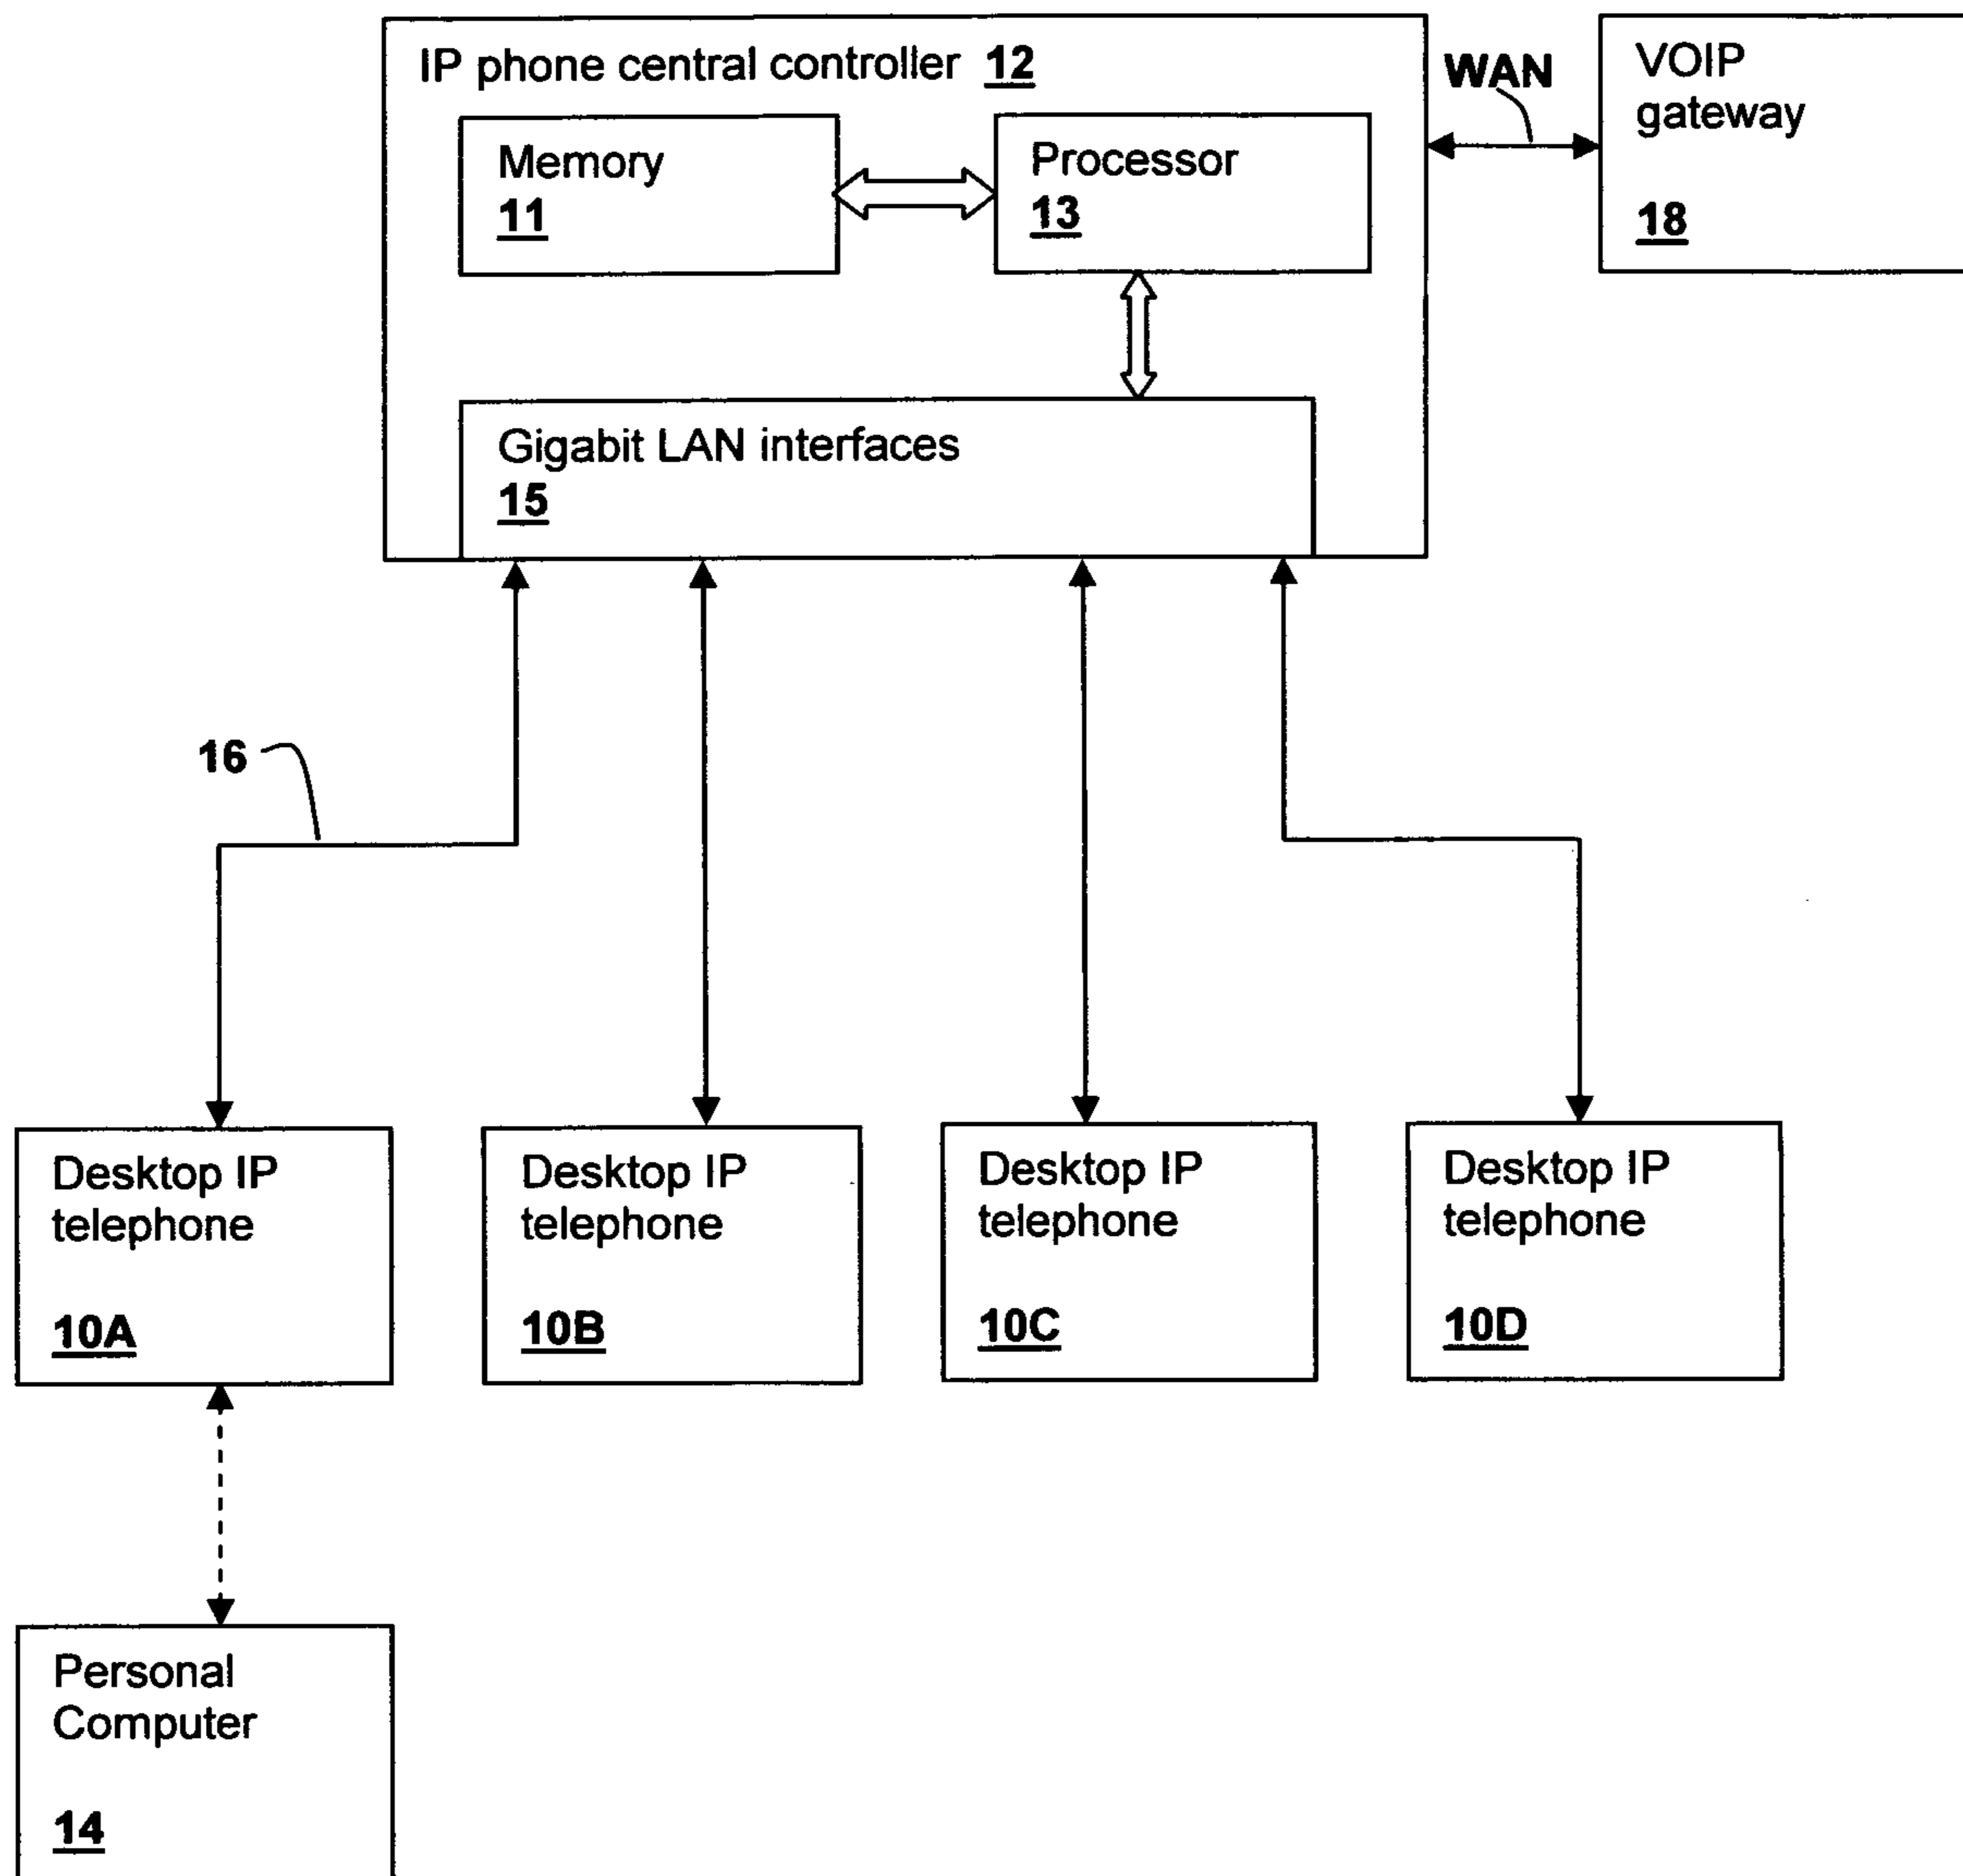 IP phone central controller 12
Memory
11
Processor
13
Gigabit LAN interfaces
15
WAN
VOIP
gateway
18
16
Desktop IP
telephone
10A
Desktop IP
telephone
10B
Desktop IP
telephone
10C
Desktop IP
telephone
10D
Personal
Computer
14